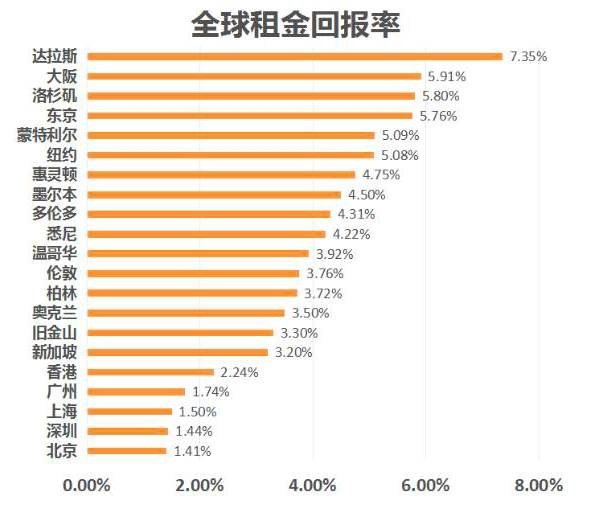 全球租金回报率
达拉斯 7.35%
大阪 5.91%
洛杉矶 5.80%
东京 5.76%
蒙特利尔 5.09%
纽约 5.08%
惠灵顿 4.75%
墨尔本 4.50%
多伦多 4.31%
悉尼 4.22%
温哥华 3.92%
伦敦 3.76%
柏林 3.72%
奥克兰 3.50%
旧金山 3.30%
新加坡 3.20%
香港 2.24%
广州 1.74%
上海 1.50%
深圳 1.44%
北京 1.41%
0.00% 2.00% 4.00% 6.00% 8.00%